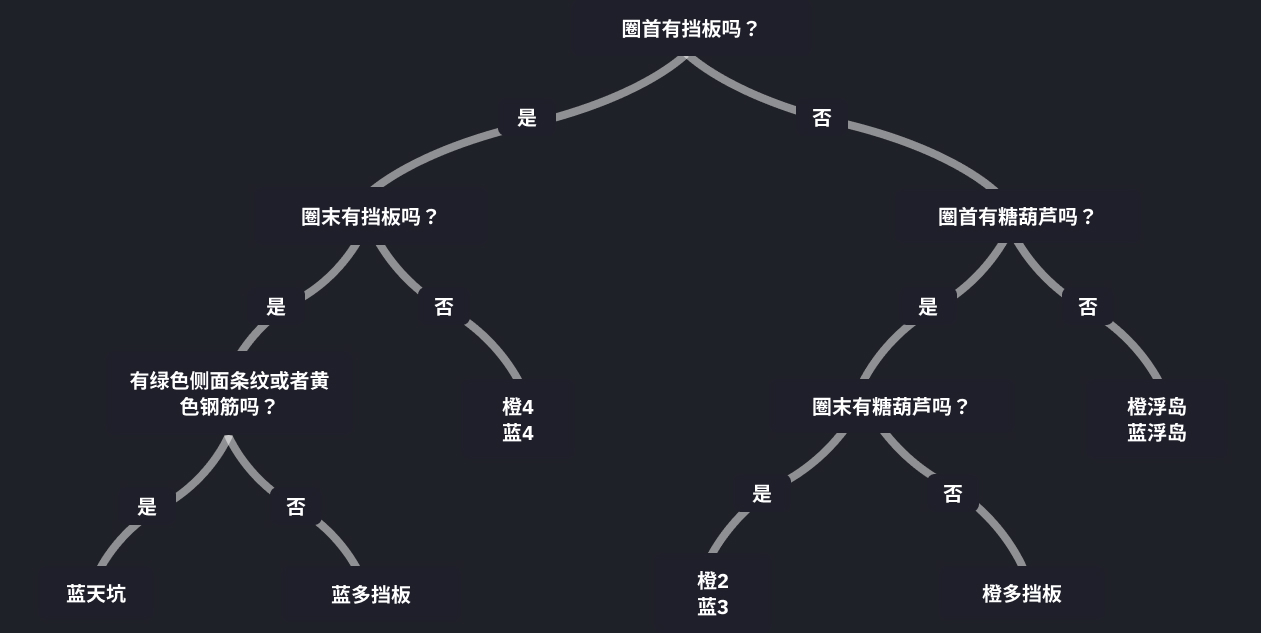 圈首有挡板吗？
是
否
圈末有挡板吗？
圈首有糖葫芦吗？
是
否
是
否
有绿色侧面条纹或者黄
色钢筋吗？
橙4
蓝4
圈末有糖葫芦吗？
橙浮岛
蓝浮岛
是
否
是
否
蓝天坑
蓝多挡板
橙2
蓝3
橙多挡板